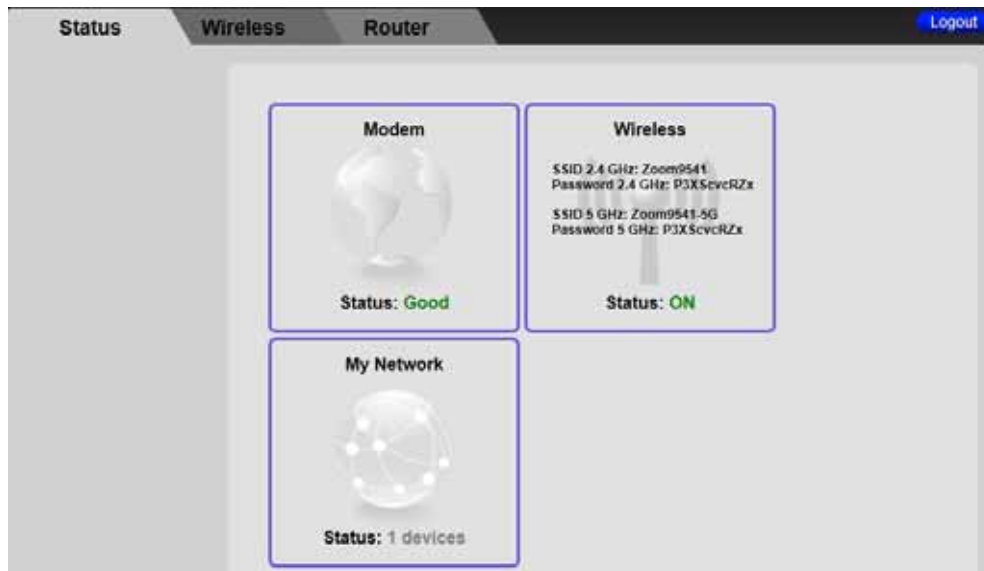 Status
Wireless
Router
Logout
Modem
Status: Good
Wireless
SSID 2.4 GHz: Zoom9541
Password 2.4 GHz: P3XScvcRZx
SSID 5 GHz: Zoom9541-5G
Password 5 GHz: P3XScvcRZx
Status: ON
My Network
Status: 1 devices